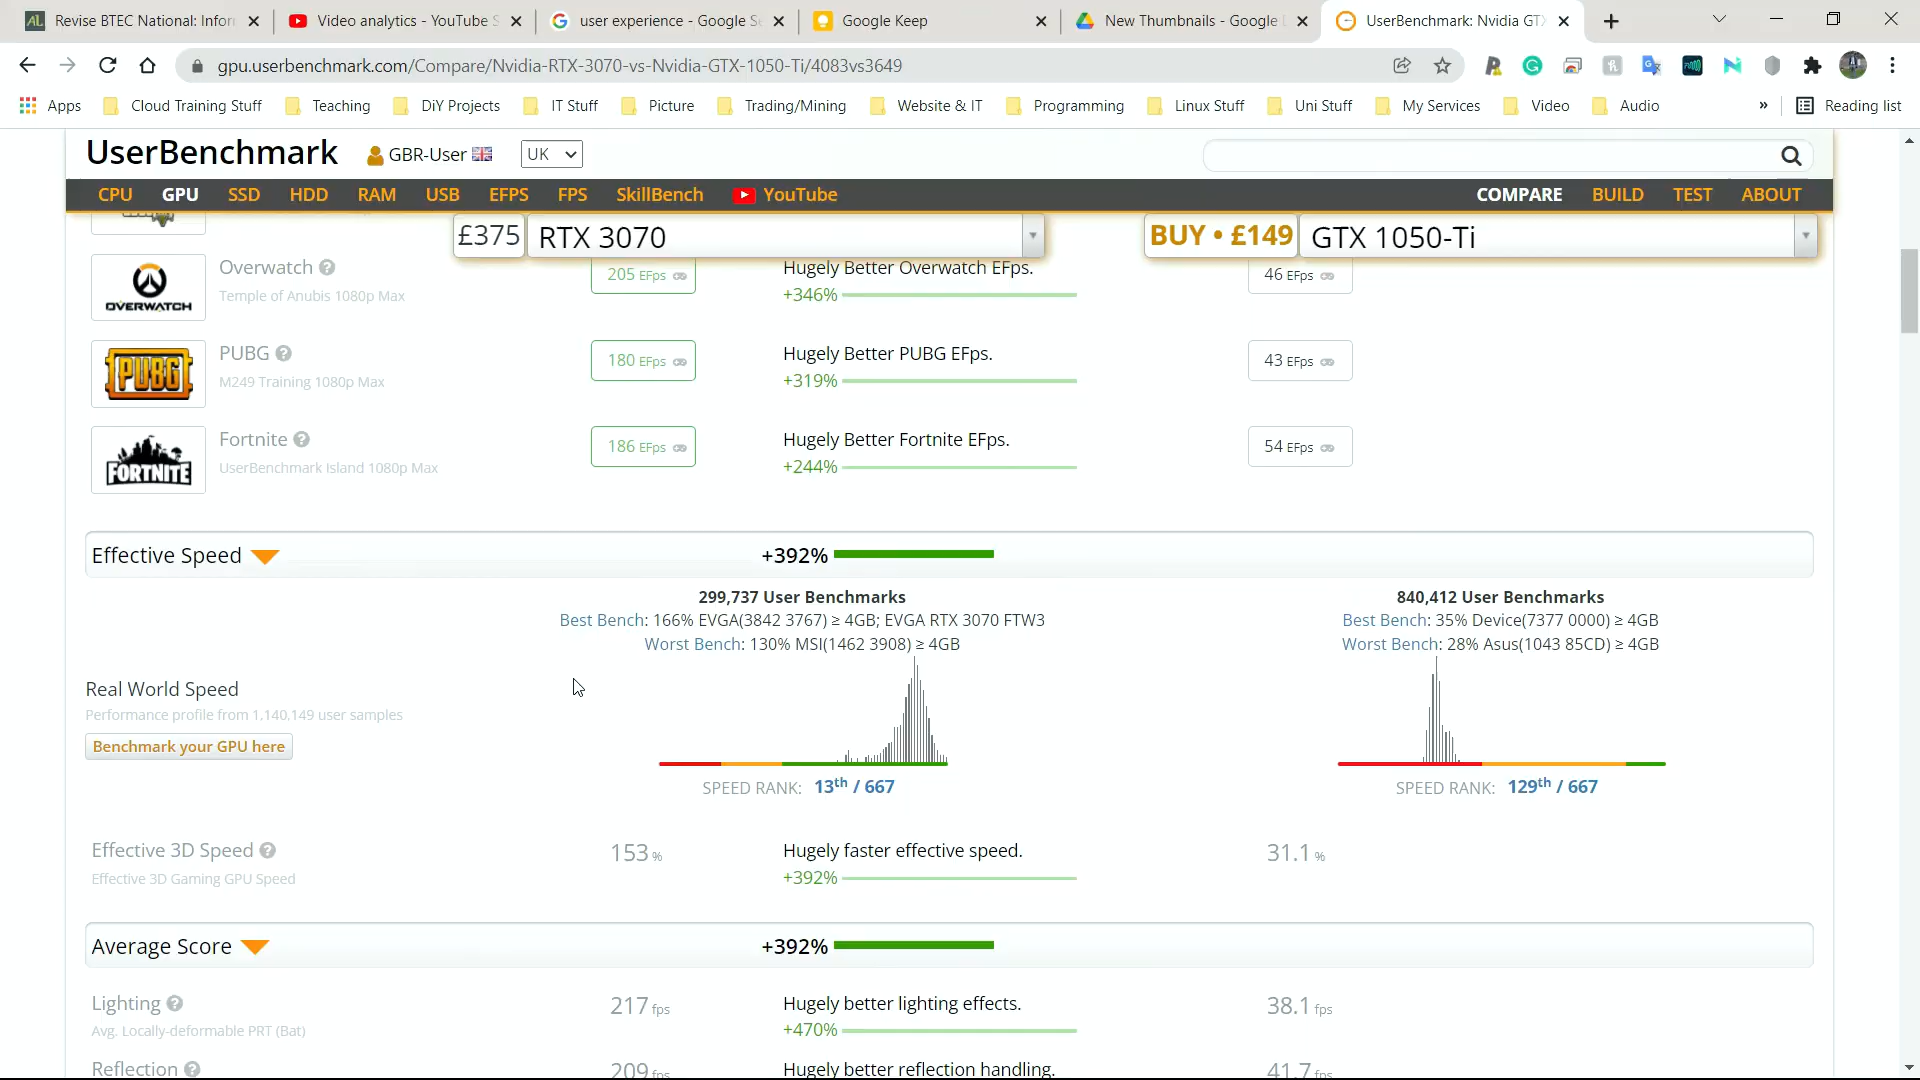 Revise BTEC National: Infor
Video analytics - YouTube S
user experience - Google Se
Google Keep
New Thumbnails - Google
UserBenchmark: Nvidia GT
gpu.userbenchmark.com/Compare/Nvidia-RTX-3070-vs-Nvidia-GTX-1050-Ti/4083vs3649
Apps Cloud Training Stuff Teaching DiY Projects IT Stuff Picture Trading/Mining Website & IT Programming Linux Stuff Uni Stuff My Services Video Audio » Reading list
UserBenchmark GBR-User UK
CPU GPU SSD HDD RAM USB EFPS FPS SkillBench YouTube COMPARE BUILD TEST ABOUT
£375 RTX 3070 BUY • £149 GTX 1050-Ti
OVERWATCH
Overwatch
Temple of Anubis 1080p Max
205 EFps
Hugely Better Overwatch EFps.
+346%
46 EFps
PUBG
PUBG
M249 Training 1080p Max
180 EFps
Hugely Better PUBG EFps.
+319%
43 EFps
FORTNITE
Fortnite
UserBenchmark Island 1080p Max
186 EFps
Hugely Better Fortnite EFps.
+244%
54 EFps
Effective Speed +392%
299,737 User Benchmarks
Best Bench: 166% EVGA(3842 3767) ≥ 4GB; EVGA RTX 3070 FTW3
Worst Bench: 130% MSI(1462 3908) ≥ 4GB
840,412 User Benchmarks
Best Bench: 35% Device(7377 0000) ≥ 4GB
Worst Bench: 28% Asus(1043 85CD) ≥ 4GB
Real World Speed
Performance profile from 1,140,149 user samples
Benchmark your GPU here
SPEED RANK: 13th / 667
SPEED RANK: 129th / 667
Effective 3D Speed
Effective 3D Gaming GPU Speed
153 %
Hugely faster effective speed.
+392%
31.1 %
Average Score +392%
Lighting
Avg. Locally-deformable PRT (Bat)
217 fps
Hugely better lighting effects.
+470%
38.1 fps
Reflection
209 fps
Hugely better reflection handling.
41.7 fps